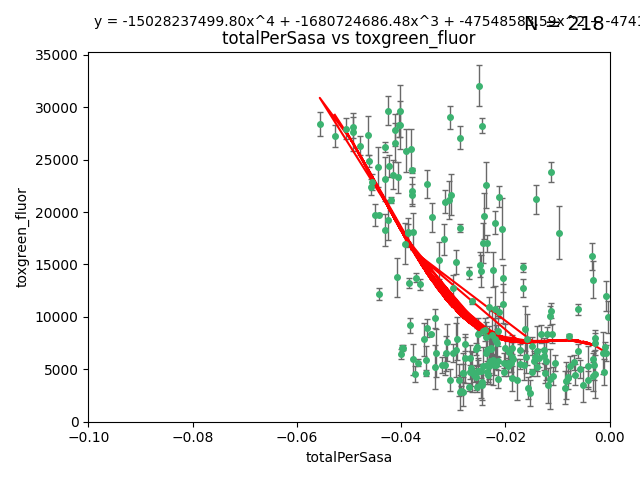 y = -15028237499.80x^4 + -1680724686.48x^3 +
N = 218
totalPerSasa vs toxgreen_fluor
35000
30000
25000
20000
15000
10000
5000
0
toxgreen_fluor
−0.10
−0.08
−0.06
−0.04
−0.02
0.00
totalPerSasa